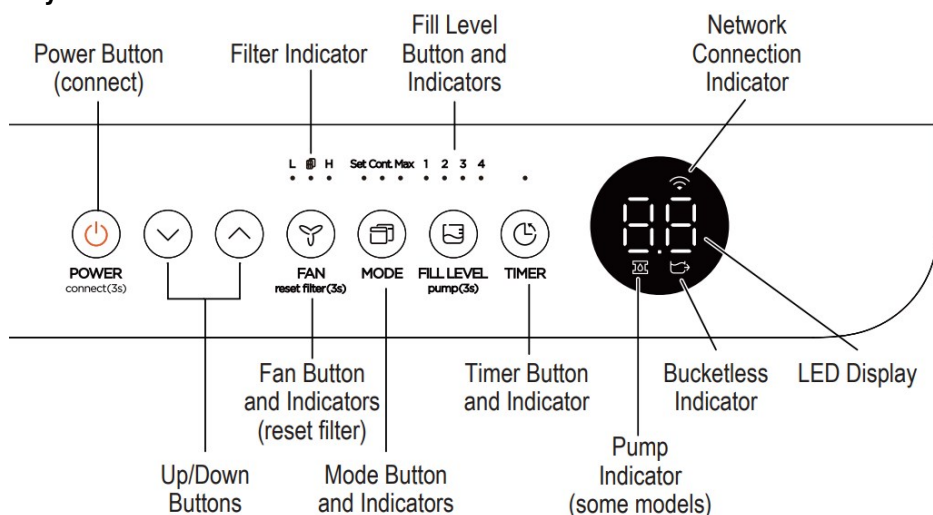 Power Button
(connect)
Filter Indicator
Fill Level
Button and
Indicators
Network
Connection
Indicator
L H Set Cont. Max 1 2 3 4
8.8
POWER
connect(3s)
FAN
reset filter(3s)
MODE
FILL LEVEL
pump(3s)
TIMER
Fan Button
and Indicators
(reset filter)
Timer Button
and Indicator
Bucketless
Indicator
LED Display
Up/Down
Buttons
Mode Button
and Indicators
Pump
Indicator
(some models)